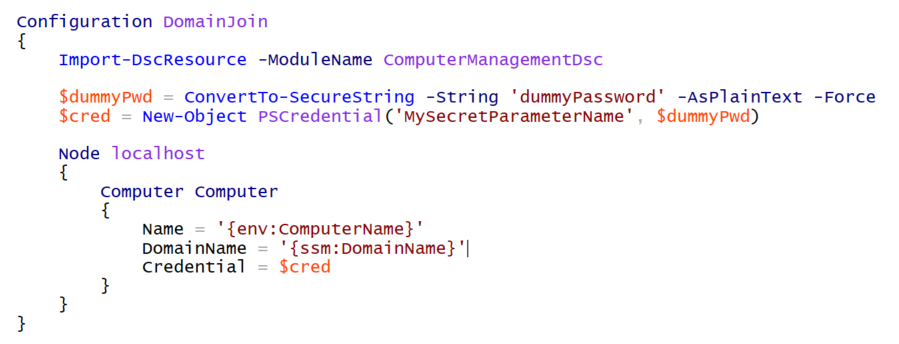 Configuration DomainJoin
{
    Import-DscResource -ModuleName ComputerManagementDsc
    $dummyPwd = ConvertTo-SecureString -String 'dummyPassword' -AsPlainText -Force
    $cred = New-Object PSCredential('MySecretParameterName', $dummyPwd)
    Node localhost
    {
        Computer Computer
        {
            Name = '{env:ComputerName}'
            DomainName = '{ssm:DomainName}'
            Credential = $cred
        }
    }
}